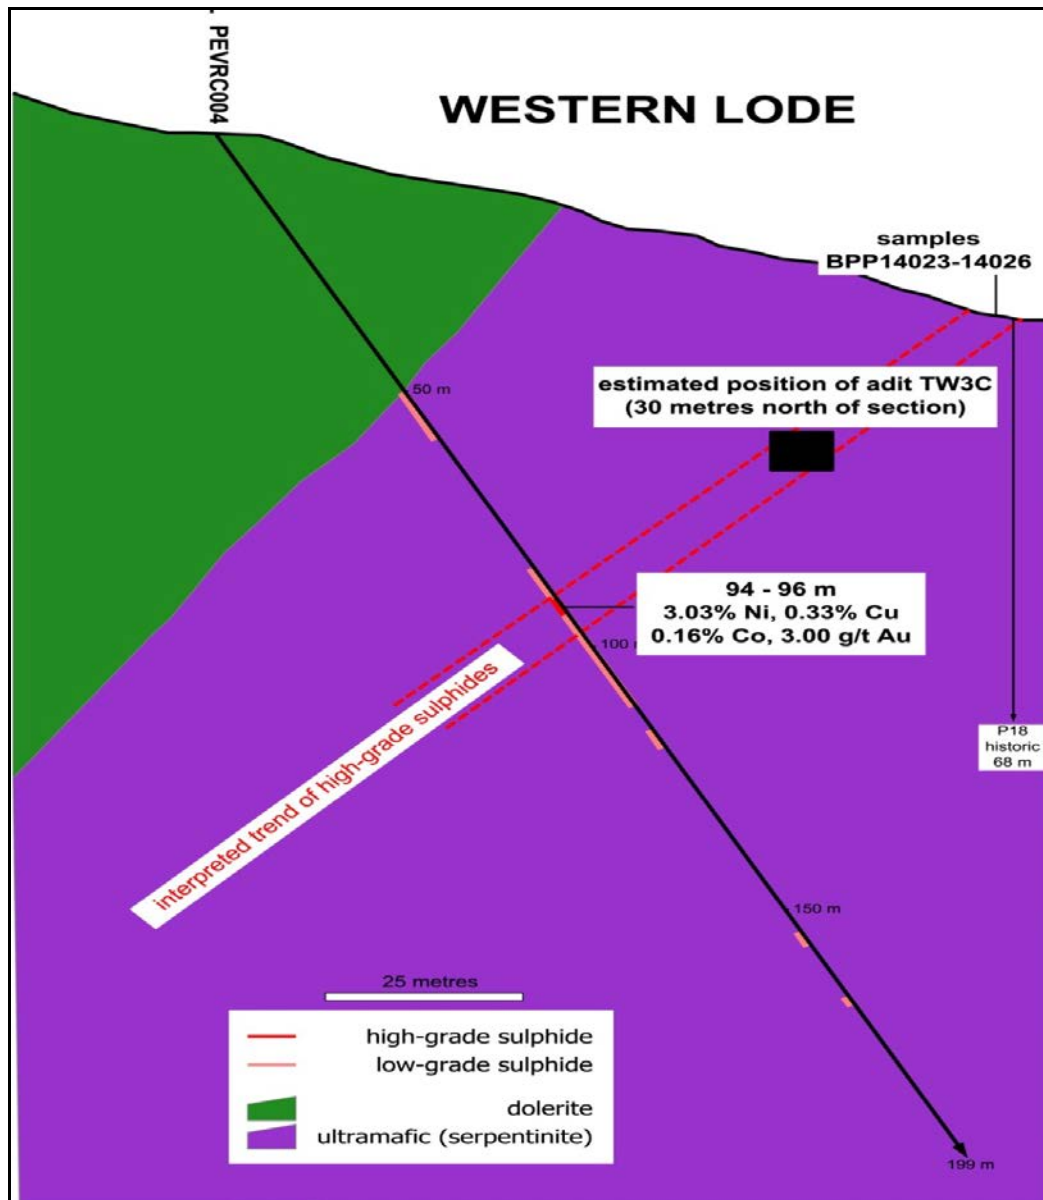 PEVRC004
WESTERN LODE
samples
BPP14023-14026
50 m
estimated position of adit TW3C
(30 metres north of section)
94 - 96 m
3.03% Ni, 0.33% Cu
0.16% Co, 3.00 g/t Au
100
interpreted trend of high-grade sulphides
P18
historic
68 m
150 m
25 metres
high-grade sulphide
low-grade sulphide
dolerite
ultramafic (serpentinite)
199 m